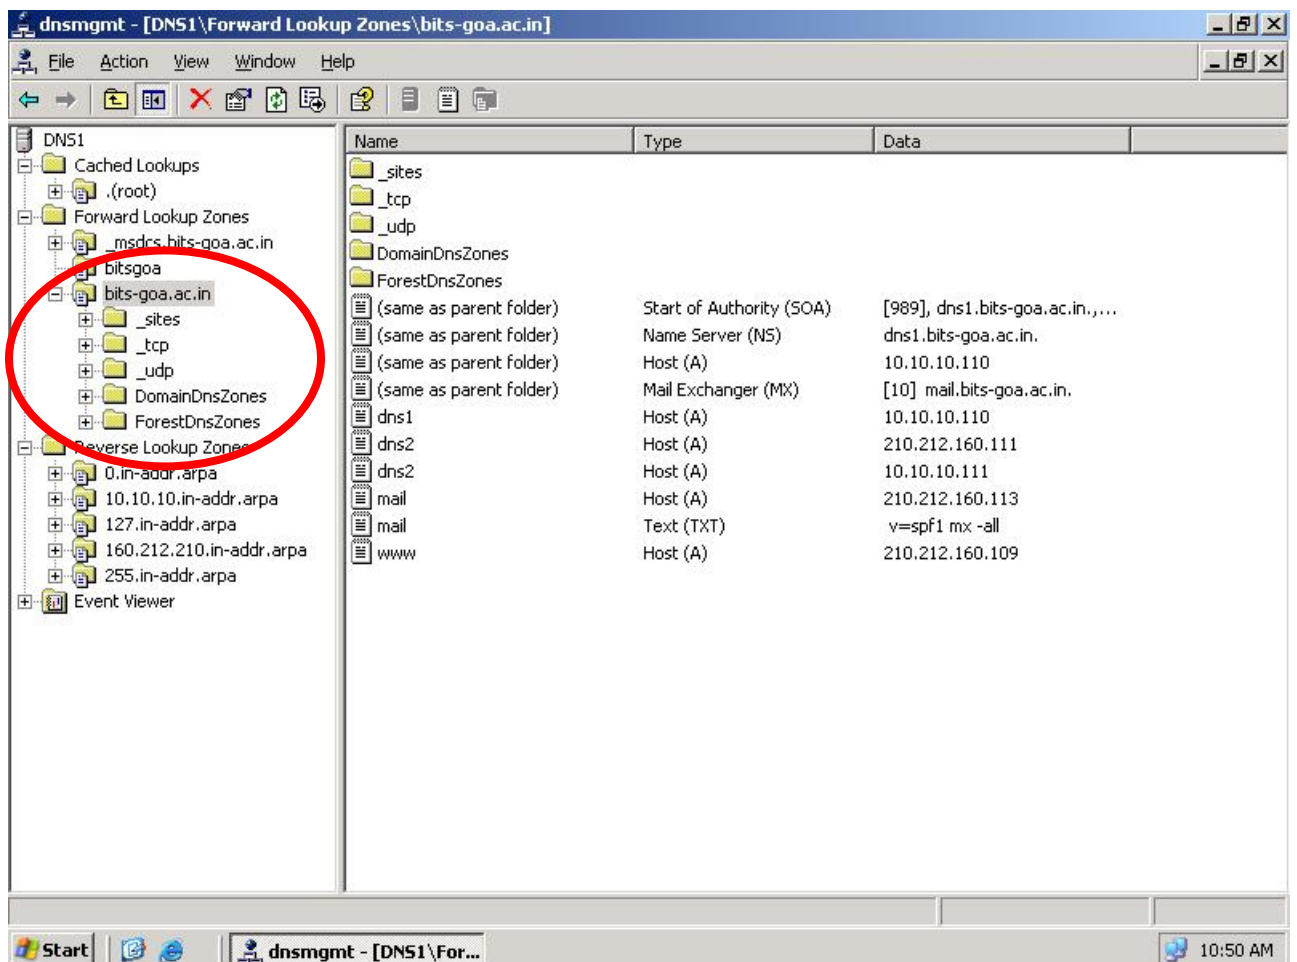 dnsmgmt - [DNS1\Forward Lookup Zones\bits-goa.ac.in]
File Action View Window Help
DNS1
Cached Lookups
.(root)
Forward Lookup Zones
_msdcs.bits-goa.ac.in
bitsgoa
bits-goa.ac.in
_sites
_tcp
_udp
DomainDnsZones
ForestDnsZones
Reverse Lookup Zones
0.in-addr.arpa
10.10.10.in-addr.arpa
127.in-addr.arpa
160.212.210.in-addr.arpa
255.in-addr.arpa
Event Viewer
Name Type Data
_sites
_tcp
_udp
DomainDnsZones
ForestDnsZones
(same as parent folder) Start of Authority (SOA) [989], dns1.bits-goa.ac.in.,...
(same as parent folder) Name Server (NS) dns1.bits-goa.ac.in.
(same as parent folder) Host (A) 10.10.10.110
(same as parent folder) Mail Exchanger (MX) [10] mail.bits-goa.ac.in.
dns1 Host (A) 10.10.10.110
dns2 Host (A) 210.212.160.111
dns2 Host (A) 10.10.10.111
mail Host (A) 210.212.160.113
mail Text (TXT) v=spf1 mx -all
www Host (A) 210.212.160.109
Start dnsmgmt - [DNS1\For... 10:50 AM